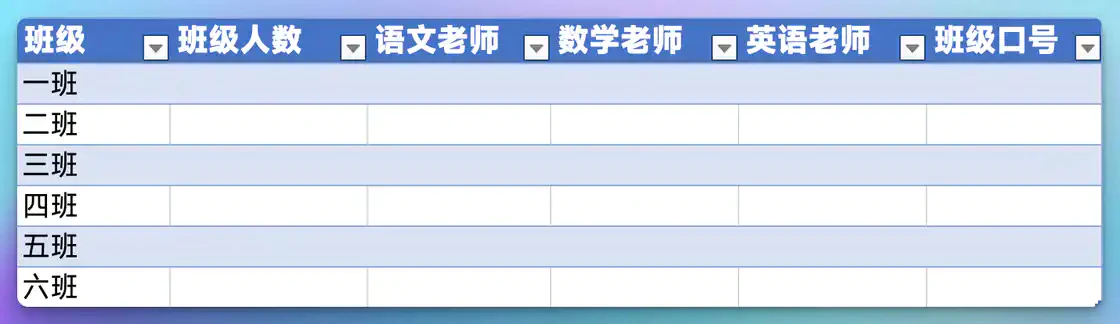 班级 班级人数 语文老师 数学老师 英语老师 班级口号
一班
二班
三班
四班
五班
六班